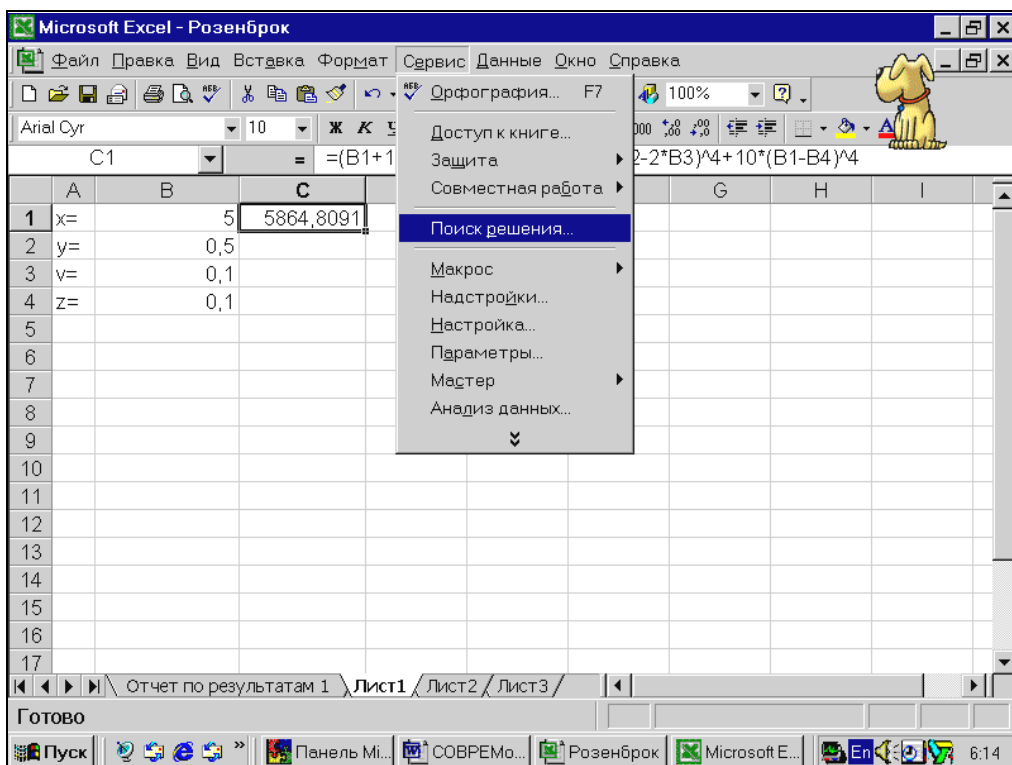 Microsoft Excel - Розенброк
Файл Правка Вид Вставка Формат Сервис Данные Окно Справка
100%
Arial Cyr 10 Ж К 000
C1 = =(B1+1 2-2*B3)^4+10*(B1-B4)^4
Орфография... F7
Доступ к книге...
Защита
Совместная работа
Поиск решения...
Макрос
Надстройки...
Настройка...
Параметры...
Мастер
Анализ данных...
A B C G H I
1 x= 5 5864,8091
2 y= 0,5
3 v= 0,1
4 z= 0,1
5
6
7
8
9
10
11
12
13
14
15
16
17
Отчет по результатам 1 Лист1 Лист2 Лист3
Готово
Пуск Панель Mi... СОВРЕМо... Розенброк Microsoft E... En 6:14